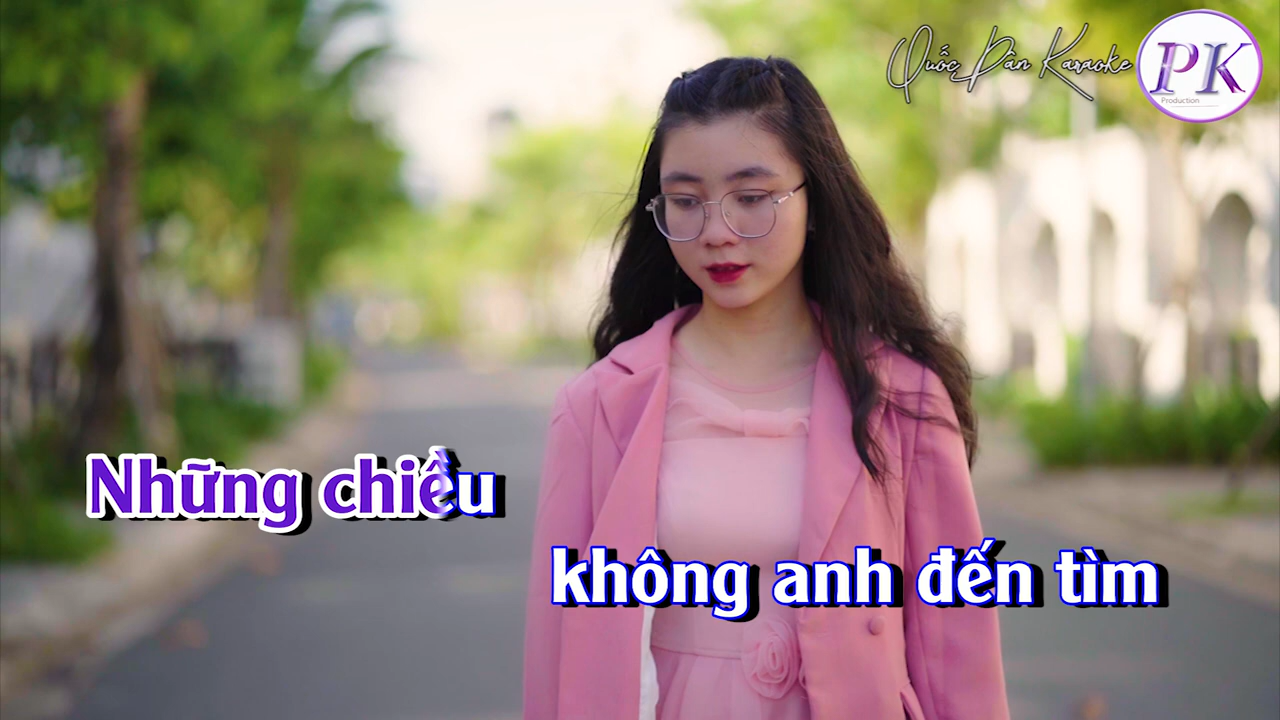 Quốc Dân Karaoke
PK
Production
Những chiều
không anh đến tìm